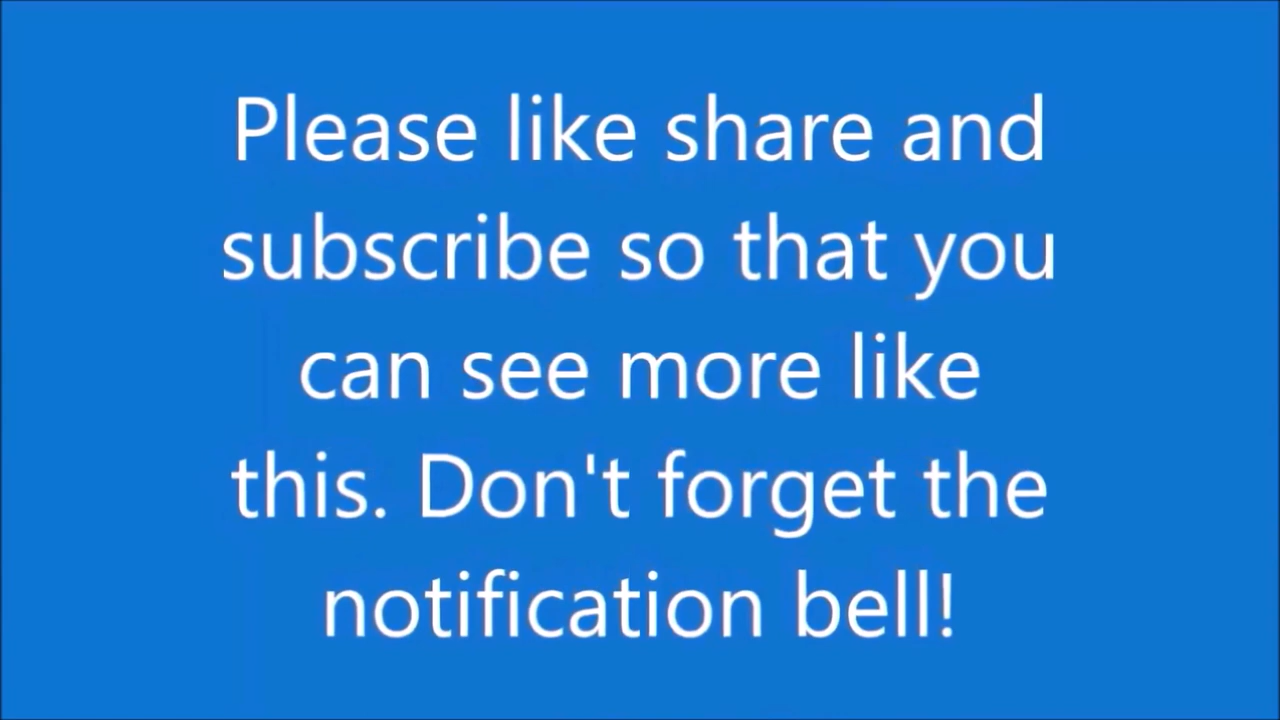 Please like share and
subscribe so that you
can see more like
this. Don't forget the
notification bell!